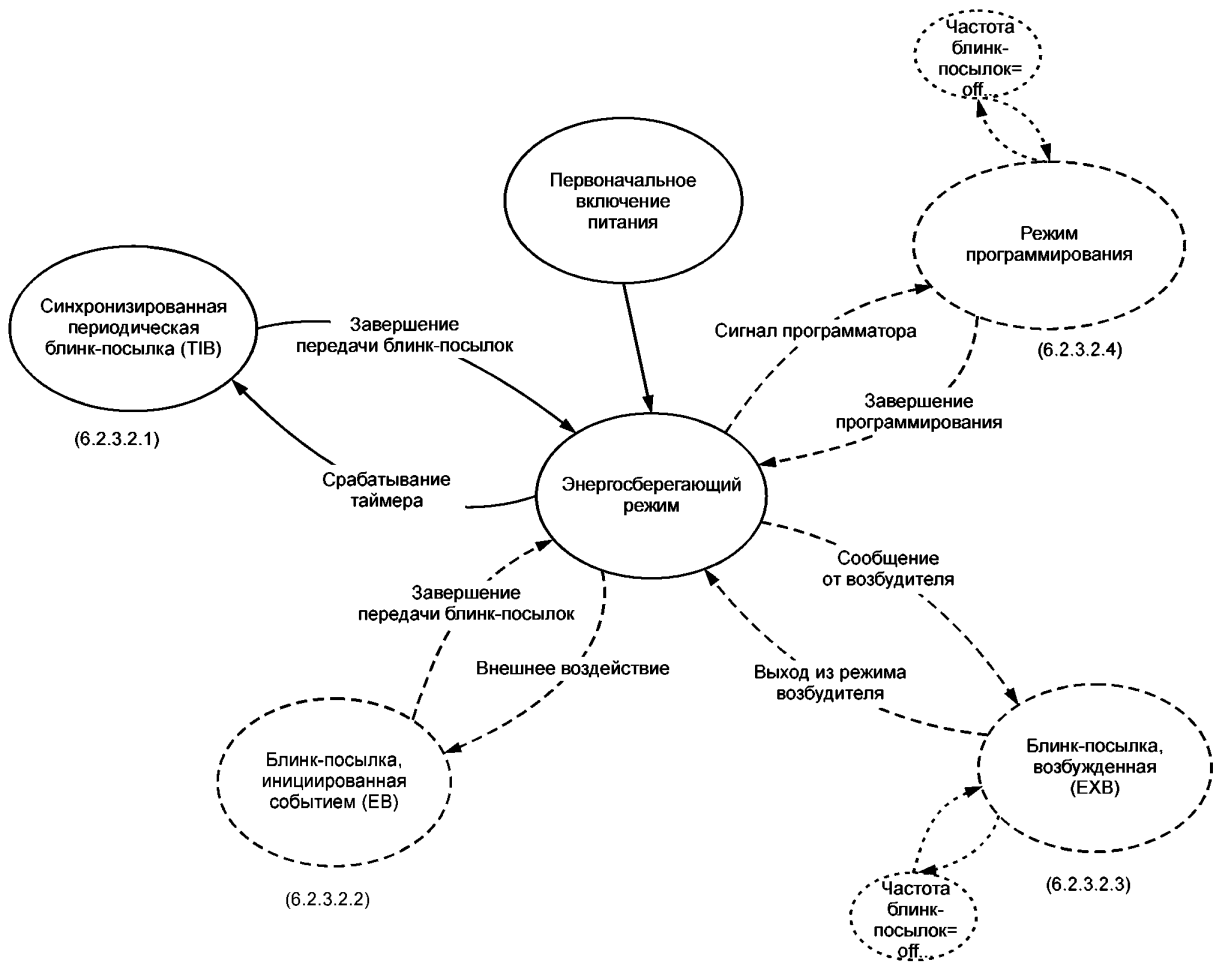 Частота
блинк-
посылок=
off...
Первоначальное
включение
питания
Режим
программирования
Синхронизированная
периодическая
блинк-посылка (TIB)
Завершение
передачи блинк-посылок
Сигнал программатора
(6.2.3.2.4)
(6.2.3.2.1)
Завершение
программирования
Срабатывание
таймера
Энергосберегающий
режим
Сообщение
от возбудителя
Завершение
передачи блинк-посылок
Внешнее воздействие
Выход из режима
возбудителя
Блинк-посылка,
инициированная
событием (EB)
Блинк-посылка,
возбужденная
(EXB)
(6.2.3.2.2)
(6.2.3.2.3)
Частота
блинк-
посылок=
off...